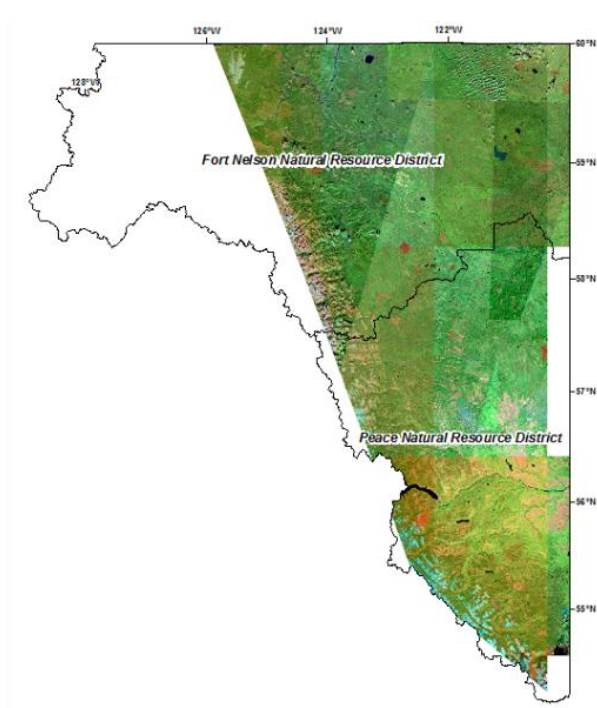 126°W
124°W
122°W
60°N
128°W
Fort Nelson Natural Resource District
59°N
58°N
57°N
Peace Natural Resource District
56°N
55°N